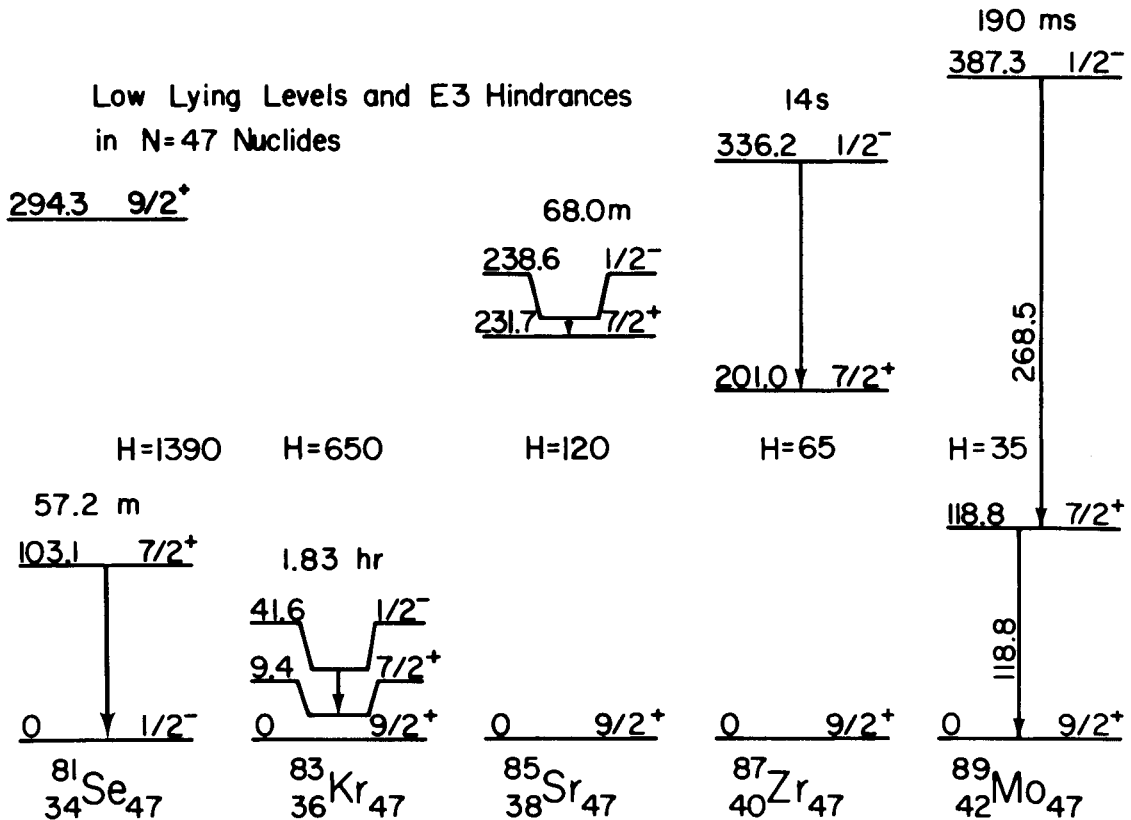 190 ms
387.3 1/2⁻
Low Lying Levels and E3 Hindrances
in N=47 Nuclides
14s
336.2 1/2⁻
294.3 9/2⁺
68.0m
238.6 1/2⁻
231.7 7/2⁺
268.5
201.0 7/2⁺
H=1390 H=650 H=120 H=65 H=35
57.2 m
118.8 7/2⁺
103.1 7/2⁺
1.83 hr
41.6 1/2⁻
118.8
9.4 7/2⁺
0 1/2⁻ 0 9/2⁺ 0 9/2⁺ 0 9/2⁺ 0 9/2⁺
⁸¹₃₄Se₄₇ ⁸³₃₆Kr₄₇ ⁸⁵₃₈Sr₄₇ ⁸⁷₄₀Zr₄₇ ⁸⁹₄₂Mo₄₇